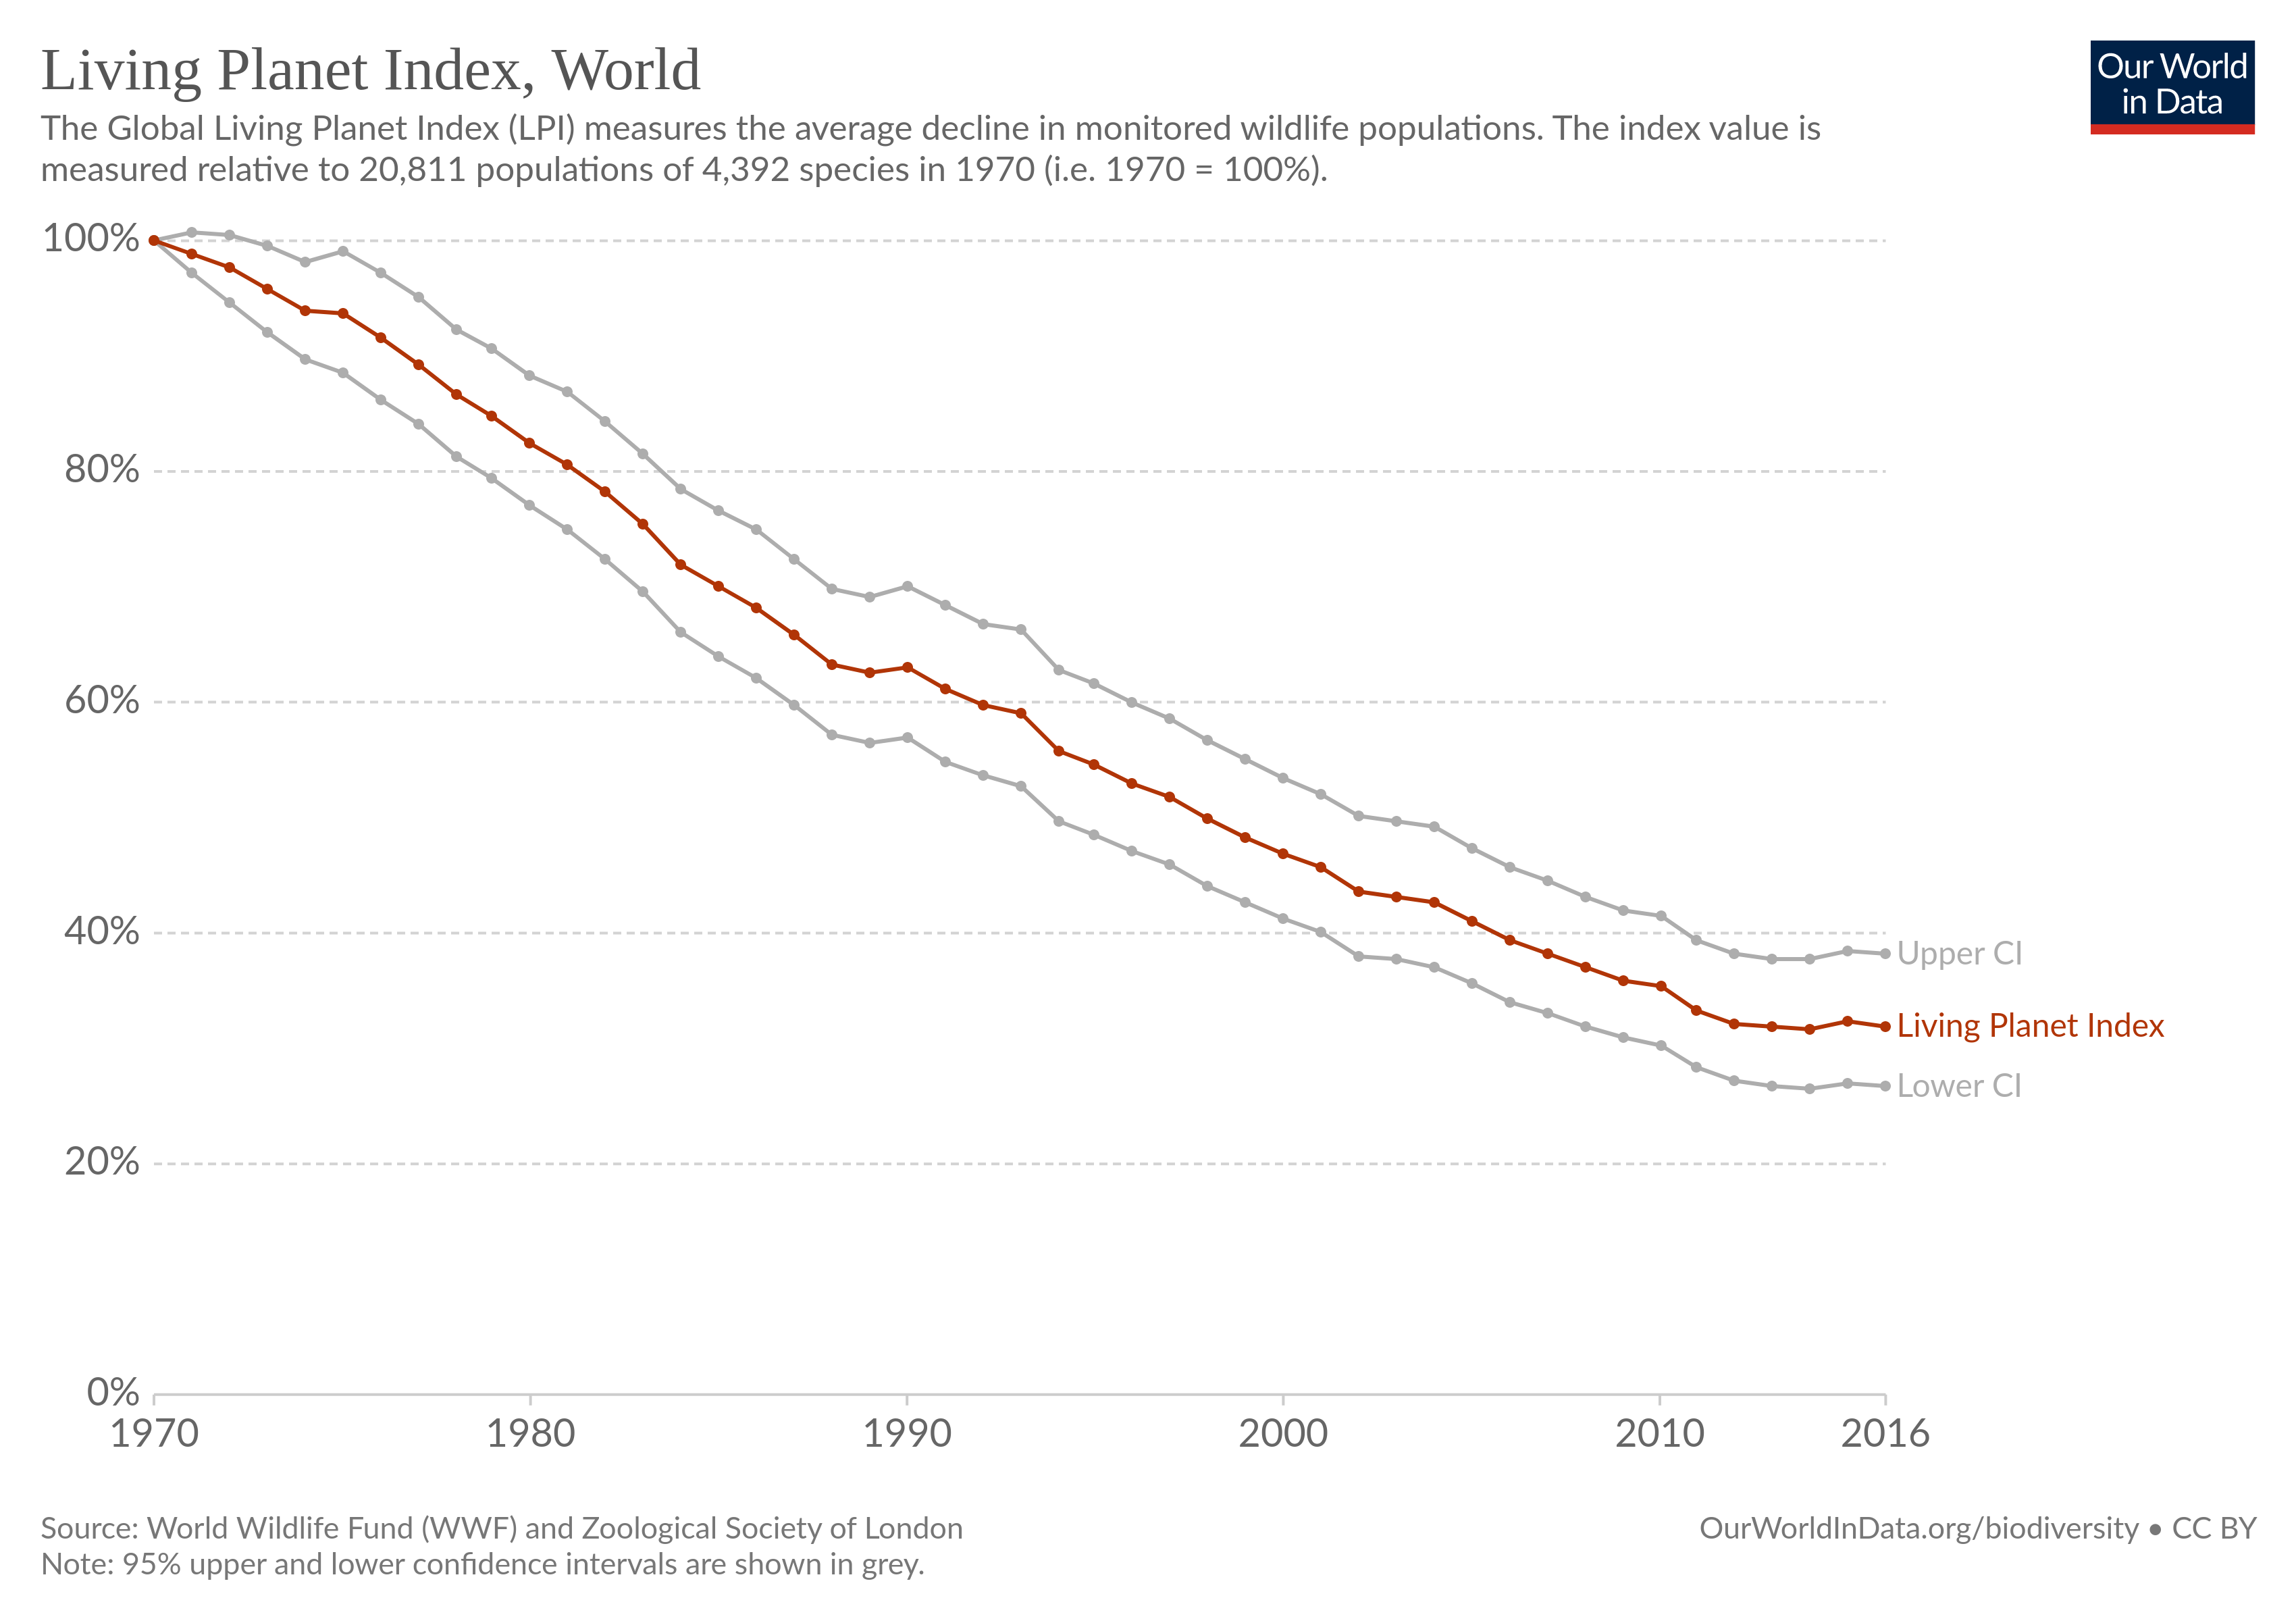 Living Planet Index, World
The Global Living Planet Index (LPI) measures the average decline in monitored wildlife populations. The index value is
measured relative to 20,811 populations of 4,392 species in 1970 (i.e. 1970 = 100%).
Our World
in Data
100%
80%
60%
40%
20%
0%
Upper CI
Living Planet Index
Lower CI
1970
1980
1990
2000
2010
2016
Source: World Wildlife Fund (WWF) and Zoological Society of London
Note: 95% upper and lower confidence intervals are shown in grey.
OurWorldInData.org/biodiversity • CC BY